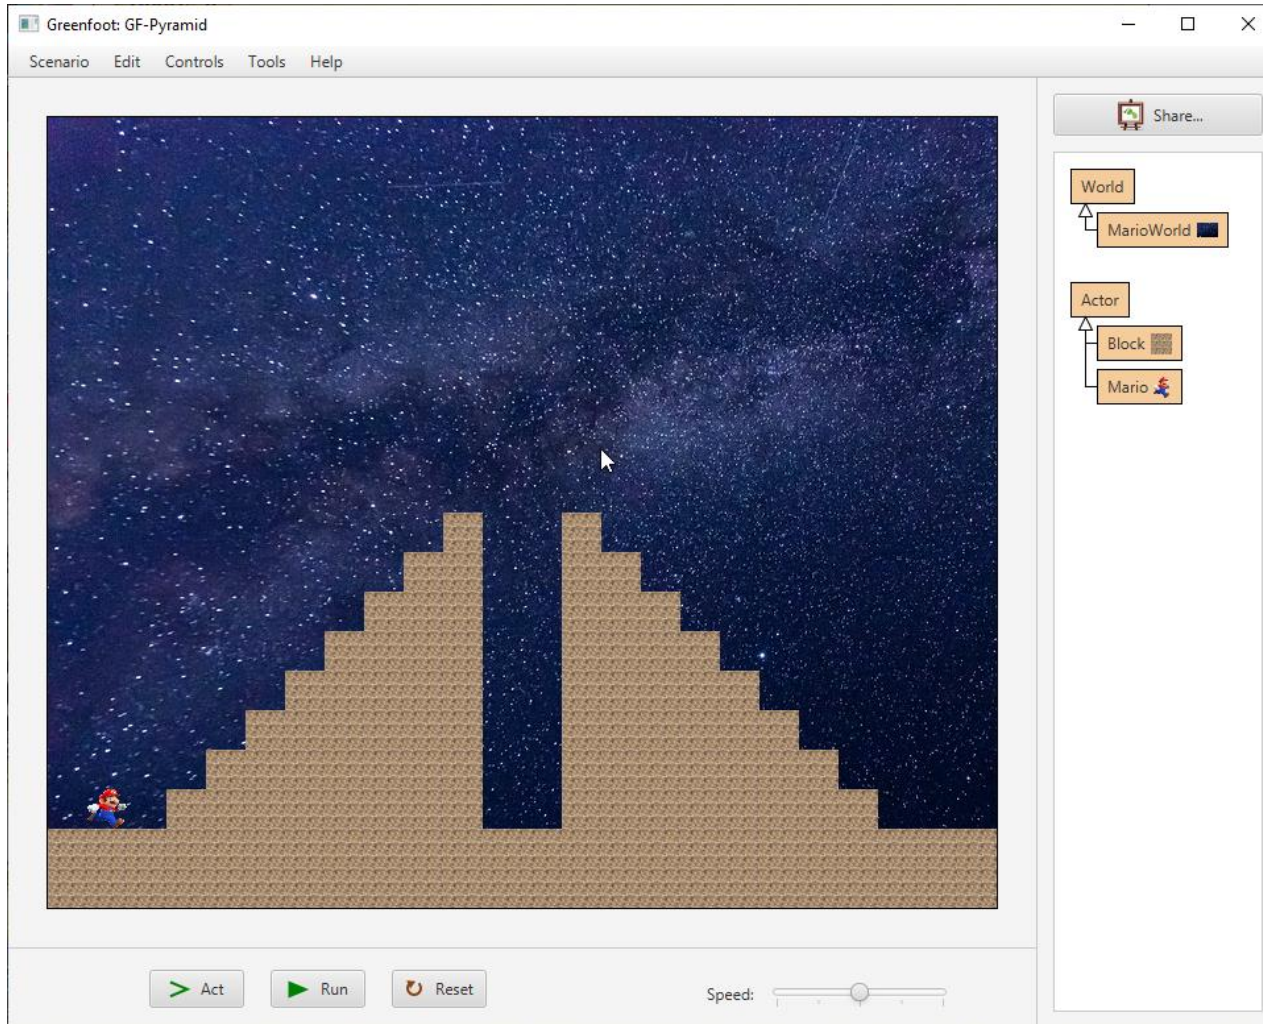 Greenfoot: GF-Pyramid
Scenario Edit Controls Tools Help
Share...
World
MarioWorld
Actor
Block
Mario
Act Run Reset Speed: